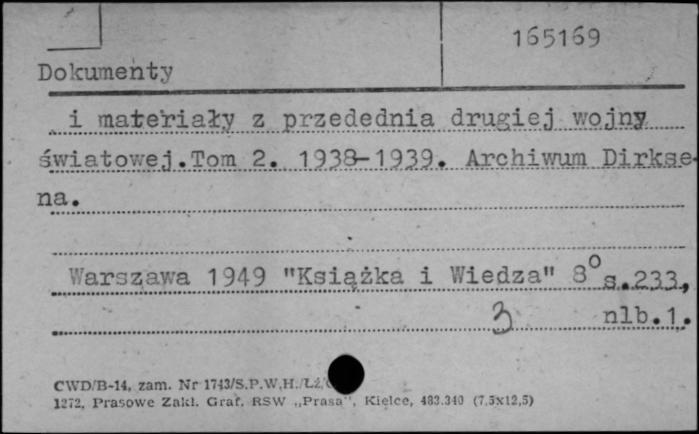 165169
Dokumenty
i materiały z przedednia drugiej wojny
światowej.Tom 2. 1938-1939. Archiwum Dirkse-
na.
Warszawa 1949 "Książka i Wiedza" 8° s.233,
3 nlb.1.
CWD/B-14, zam. Nr 1743/S.P.W.H./Łż/
1272, Prasowe Zakł. Graf. RSW „Prasa", Kielce, 483.340 (7,5x12,5)